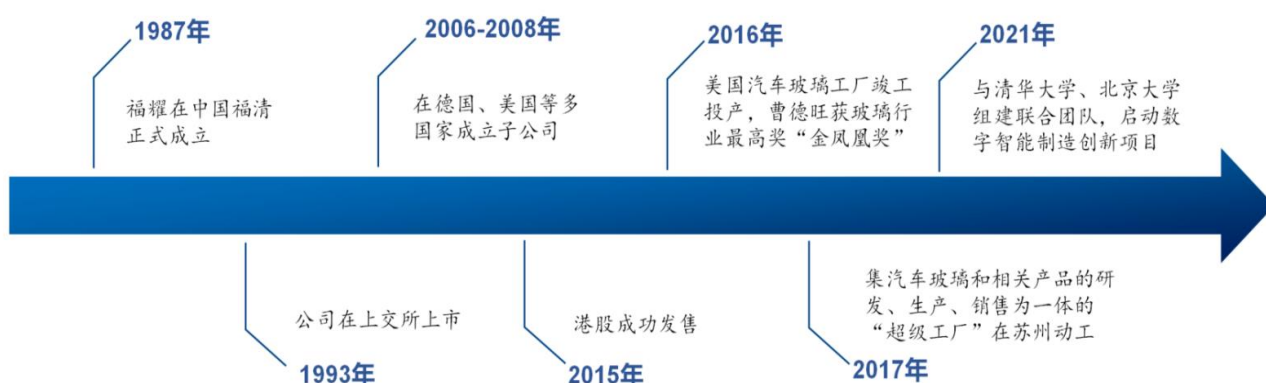 1987年
福耀在中国福清
正式成立
2006-2008年
在德国、美国等多
国家成立子公司
2016年
美国汽车玻璃工厂竣工
投产，曹德旺获玻璃行
业最高奖“金凤凰奖”
2021年
与清华大学、北京大学
组建联合团队，启动数
字智能制造创新项目
公司在上交所上市
1993年
港股成功发售
2015年
集汽车玻璃和相关产品的研
发、生产、销售为一体的
“超级工厂”在苏州动工
2017年